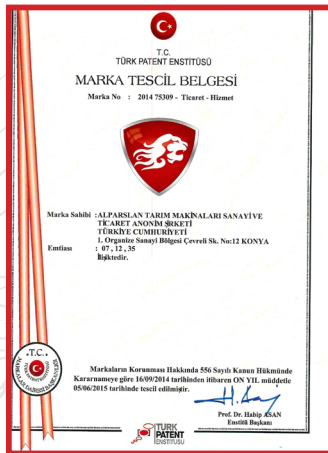 T.C.
TÜRK PATENT ENSTİTÜSÜ
MARKA TESCİL BELGESİ
Marka No : 2014 75309 - Ticaret - Hizmet
Marka Sahibi : ALPARSLAN TARIM MAKİNALARI SANAYİ VE
TİCARET ANONİM ŞİRKETİ
TÜRKİYE CUMHURİYETİ
1. Organize Sanayi Bölgesi Çevreli Sk. No:12 KONYA
Emtiası : 07 , 12 , 35
İlişiktedir.
.T.C.
Markaların Korunması Hakkında 556 Sayılı Kanun Hükmünde
Kararnameye göre 16/09/2014 tarihinden itibaren ON YIL müddetle
05/06/2015 tarihinde tescil edilmiştir.
Prof. Dr. Habip ASAN
Enstitü Başkanı
TÜRK
PATENT
ENSTİTÜSÜ